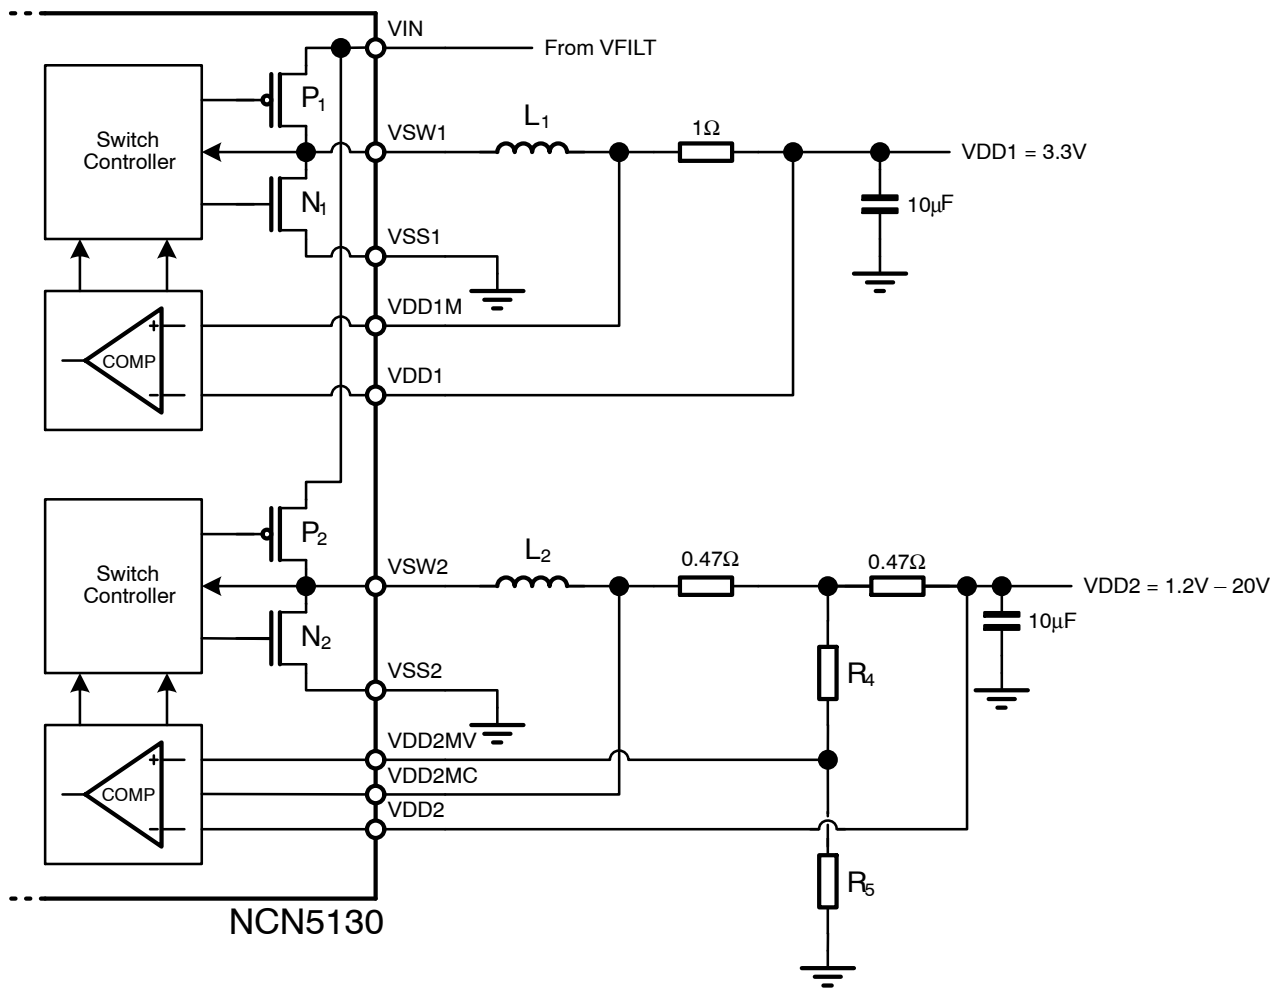 VIN
From VFILT
P1
Switch
Controller
VSW1
L1
1Ω
VDD1 = 3.3V
N1
10μF
VSS1
VDD1M
+
COMP
−
VDD1
P2
Switch
Controller
VSW2
L2
0.47Ω
0.47Ω
VDD2 = 1.2V – 20V
N2
10μF
VSS2
R4
VDD2MV
+
COMP
−
VDD2MC
VDD2
R5
NCN5130